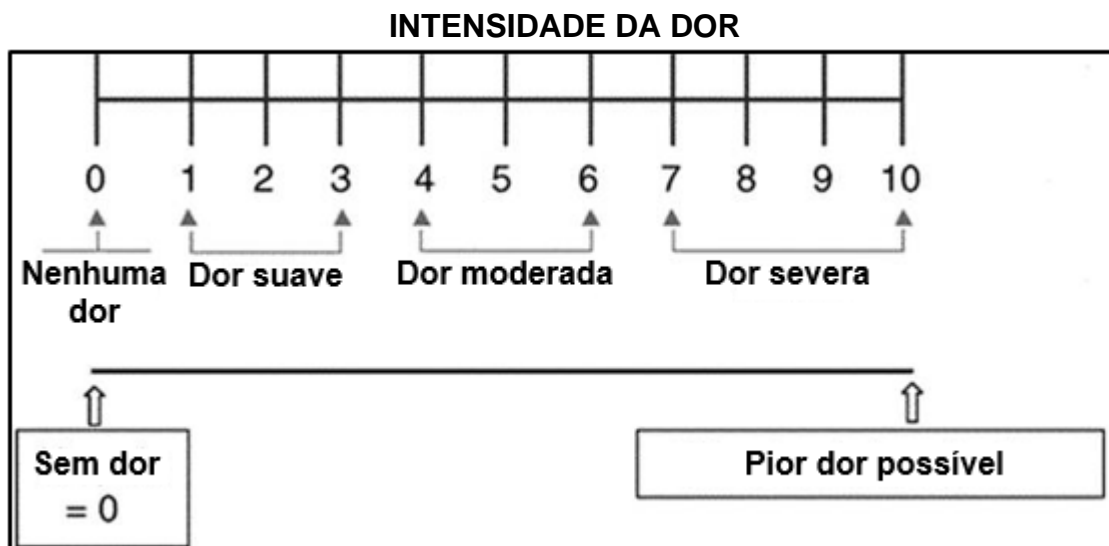 INTENSIDADE DA DOR
0 1 2 3 4 5 6 7 8 9 10
Nenhuma dor
Dor suave
Dor moderada
Dor severa
Sem dor
= 0
Pior dor possível